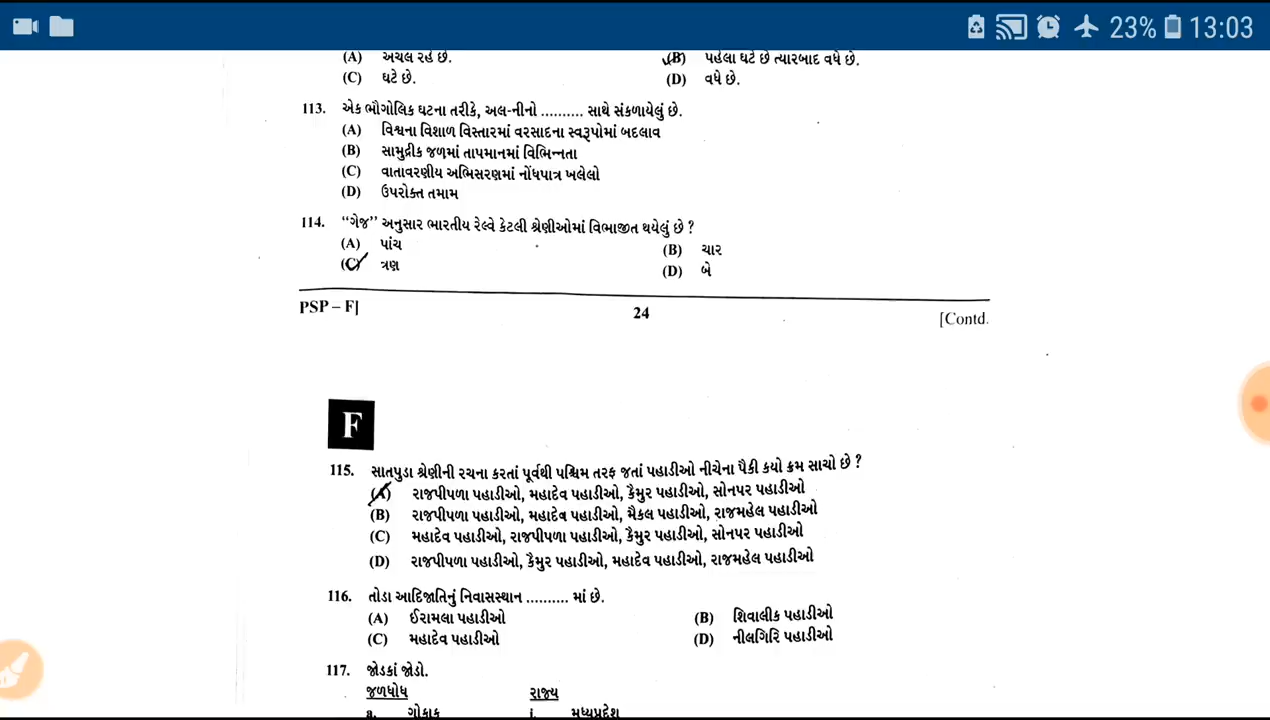 23% 13:03
(A) અચલ રહે છે. (B) પહેલા ઘટે છે ત્યારબાદ વધે છે.
(C) ઘટે છે. (D) વધે છે.
113. એક ભૌગોલિક ઘટના તરીકે, અલ-નીનો .......... સાથે સંકળાયેલું છે.
(A) વિશ્વના વિશાળ વિસ્તારમાં વરસાદના સ્વરૂપોમાં બદલાવ
(B) સામુદ્રીક જળમાં તાપમાનમાં વિભિન્નતા
(C) વાતાવરણીય અભિસરણમાં નોંધપાત્ર ખલેલો
(D) ઉપરોક્ત તમામ
114. “ગેજ” અનુસાર ભારતીય રેલ્વે કેટલી શ્રેણીઓમાં વિભાજીત થયેલું છે ?
(A) પાંચ (B) ચાર
(C) ત્રણ (D) બે
PSP – F] 24 [Contd.
F
115. સાતપુડા શ્રેણીની રચના કરતાં પૂર્વથી પશ્ચિમ તરફ જતાં પહાડીઓ નીચેના પૈકી કયો ક્રમ સાચો છે ?
(A) રાજપીપળા પહાડીઓ, મહાદેવ પહાડીઓ, કૈમુર પહાડીઓ, સોનપર પહાડીઓ
(B) રાજપીપળા પહાડીઓ, મહાદેવ પહાડીઓ, મૈકલ પહાડીઓ, રાજમહેલ પહાડીઓ
(C) મહાદેવ પહાડીઓ, રાજપીપળા પહાડીઓ, કૈમુર પહાડીઓ, સોનપર પહાડીઓ
(D) રાજપીપળા પહાડીઓ, કૈમુર પહાડીઓ, મહાદેવ પહાડીઓ, રાજમહેલ પહાડીઓ
116. તોડા આદિજાતિનું નિવાસસ્થાન .......... માં છે.
(A) ઈરામલા પહાડીઓ (B) શિવાલીક પહાડીઓ
(C) મહાદેવ પહાડીઓ (D) નીલગિરિ પહાડીઓ
117. જોડકાં જોડો.
જળધોધ રાજ્ય
a. ગોકાક i. મધ્યપ્રદેશ